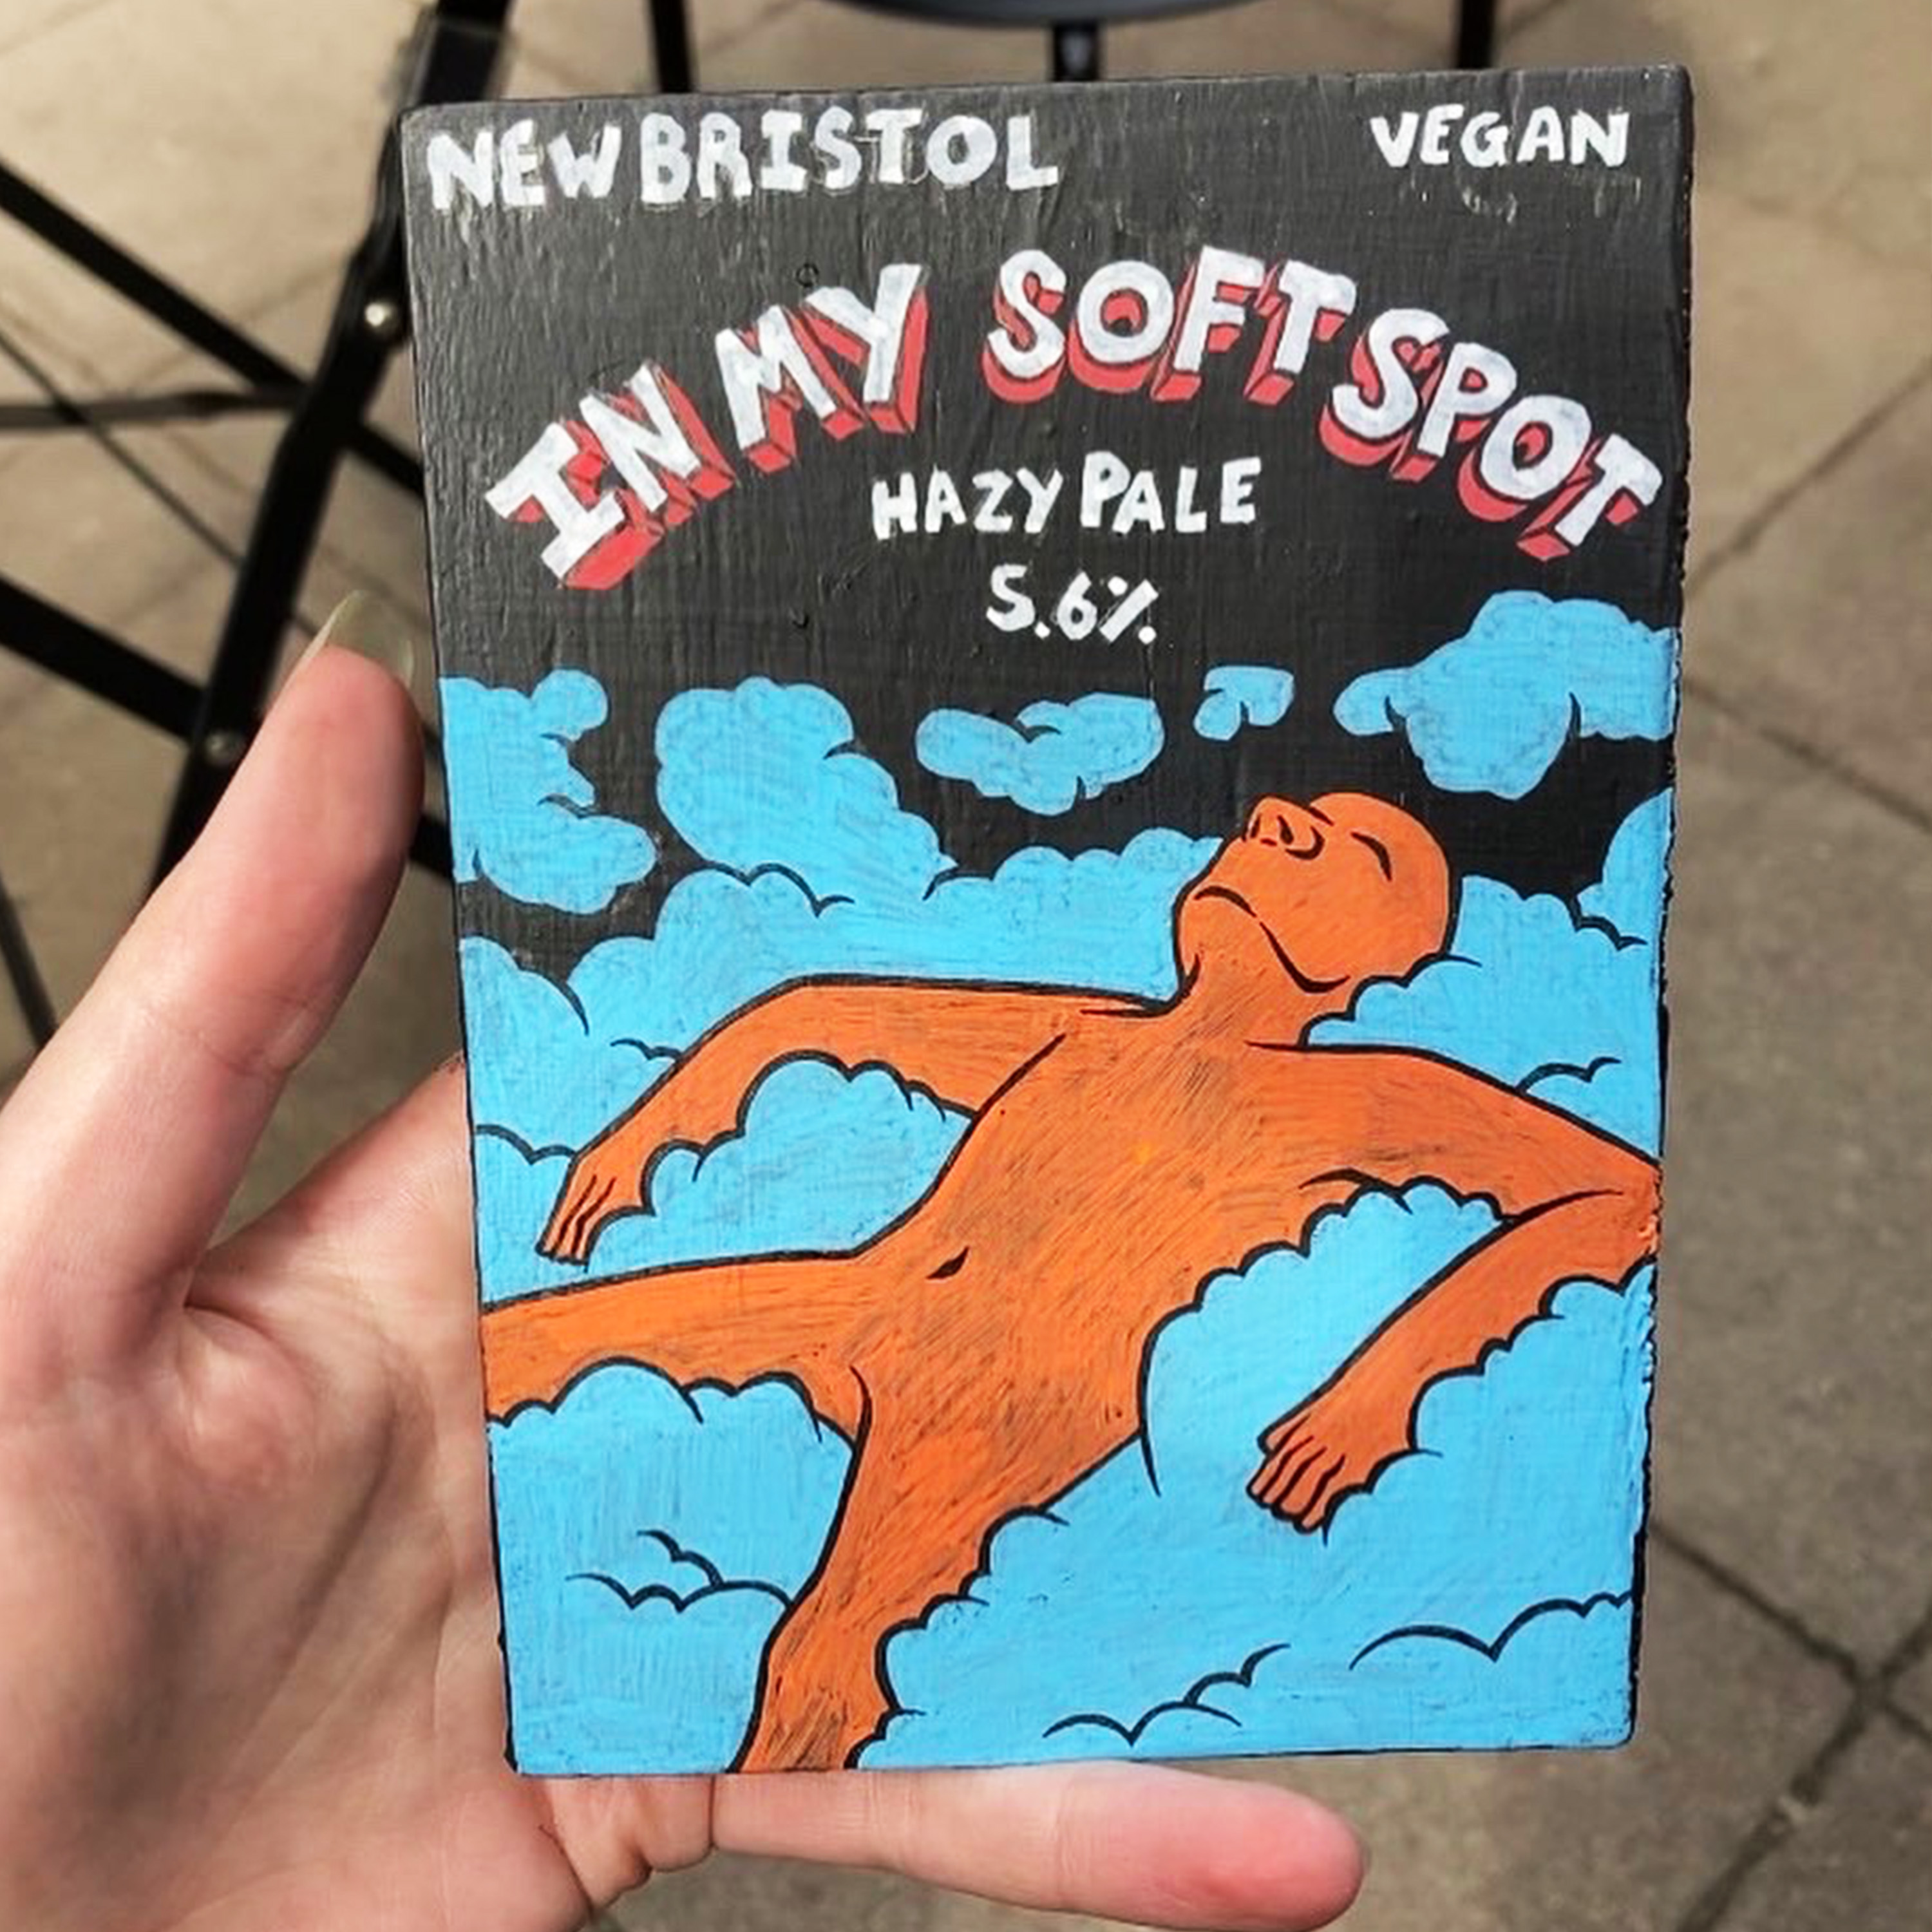 NEW BRISTOL
VEGAN
IN MY SOFT SPOT
HAZY PALE
5.6%